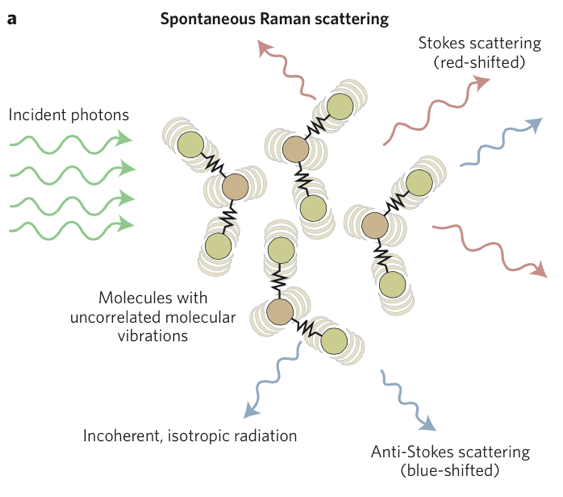 a
Spontaneous Raman scattering
Stokes scattering
(red-shifted)
Incident photons
Molecules with
uncorrelated molecular
vibrations
Incoherent, isotropic radiation
Anti-Stokes scattering
(blue-shifted)